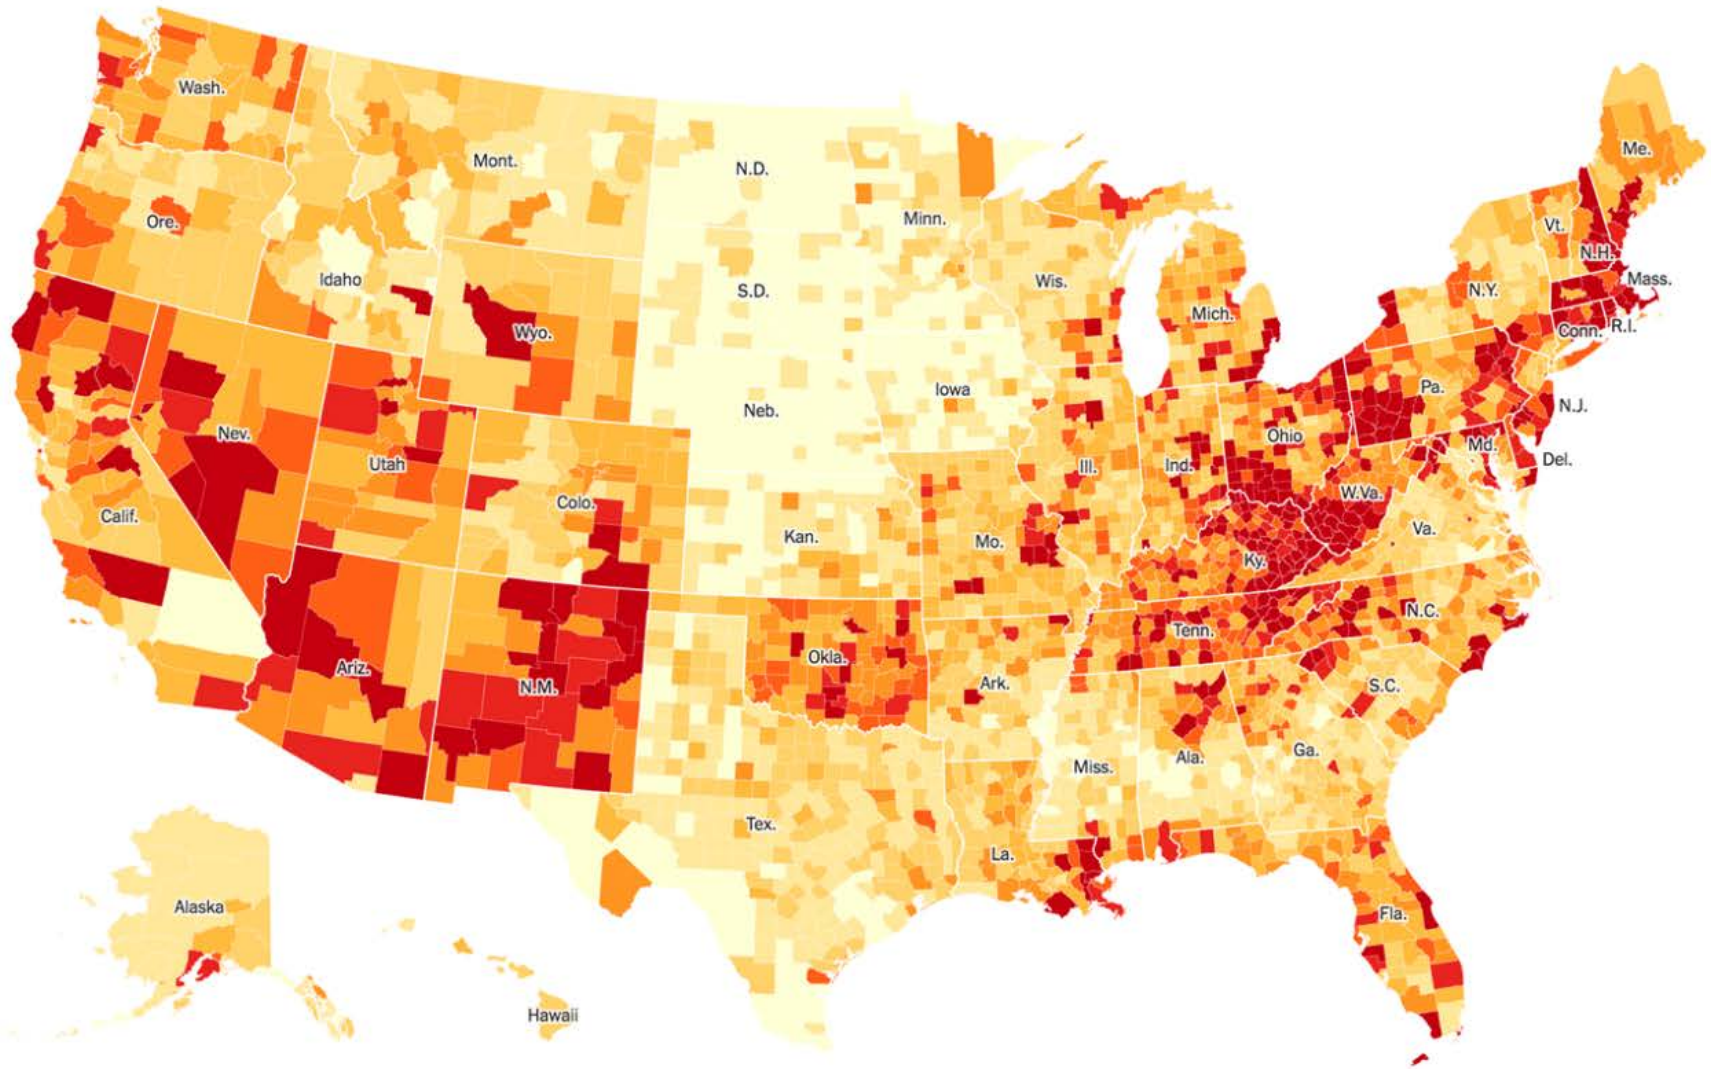 Wash.
Mont.
N.D.
Minn.
Me.
Ore.
Vt.
N.H.
Idaho
S.D.
Wis.
Mich.
N.Y.
Mass.
Wyo.
Conn.
R.I.
Iowa
Pa.
Neb.
N.J.
Nev.
Ohio
Md.
Utah
Ill.
Ind.
Del.
Colo.
W.Va.
Calif.
Kan.
Mo.
Va.
Ky.
N.C.
Tenn.
Okla.
Ariz.
N.M.
Ark.
S.C.
Ga.
Miss.
Ala.
Tex.
La.
Alaska
Fla.
Hawaii